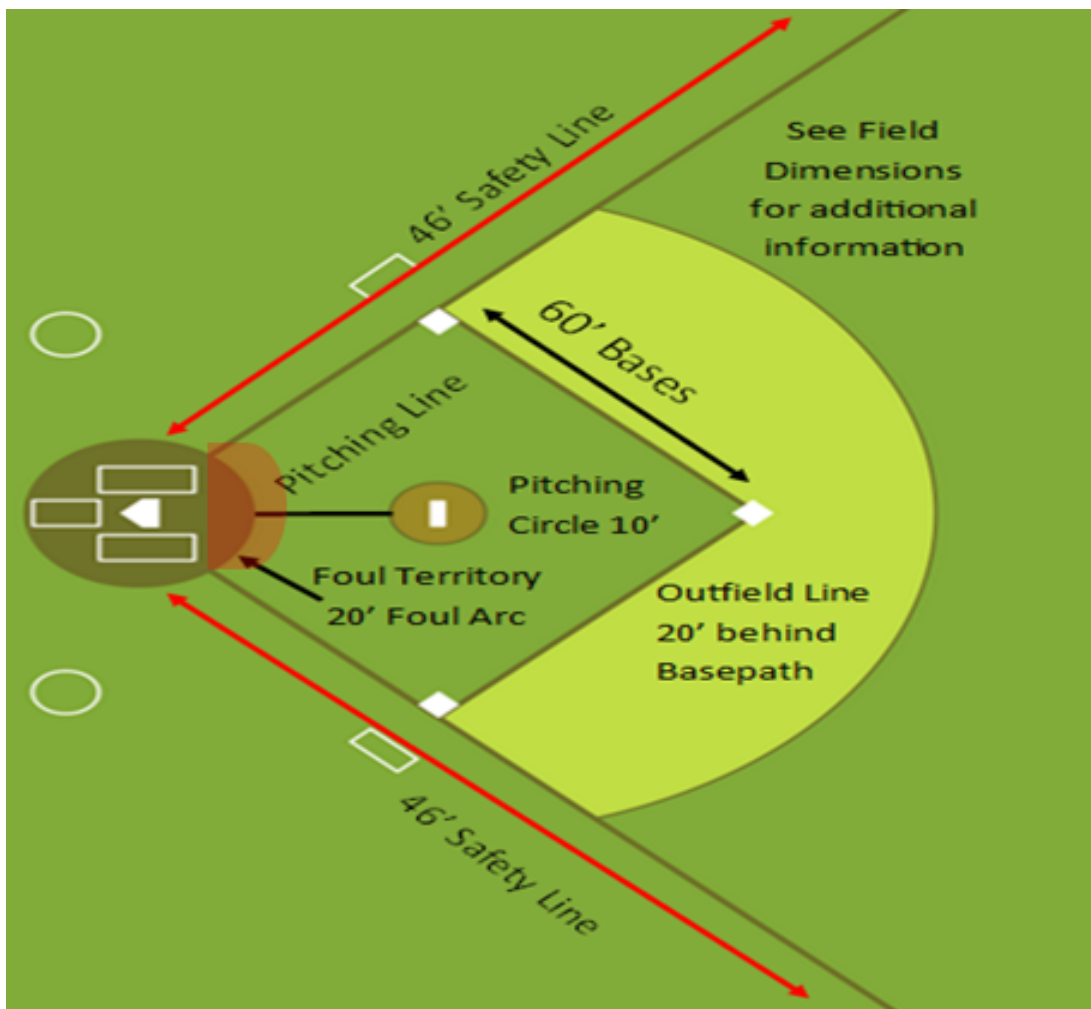 46’ Safety Line
See Field
Dimensions
for additional
information
60’ Bases
Pitching Line
Pitching
Circle 10’
Foul Territory
20’ Foul Arc
Outfield Line
20’ behind
Basepath
46’ Safety Line